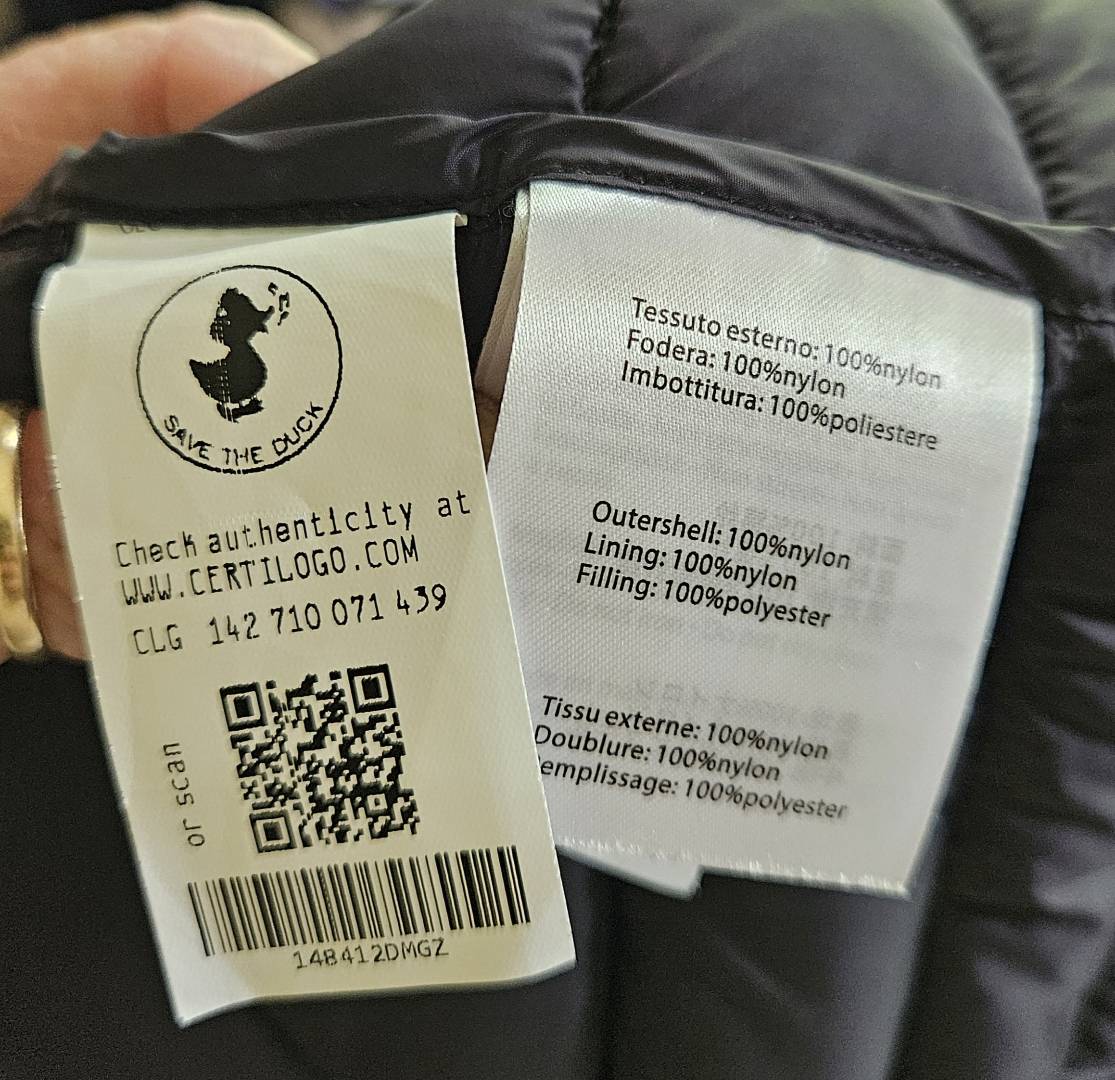 SAVE THE DUCK
Check authenticity at
WWW.CERTILOGO.COM
CLG 142 710 071 439
or scan
148412DMGZ
Tessuto esterno: 100%nylon
Fodera: 100%nylon
Imbottitura: 100%poliestere
Outershell: 100%nylon
Lining: 100%nylon
Filling: 100%polyester
Tissu externe: 100%nylon
Doublure: 100%nylon
emplissage: 100%polyester